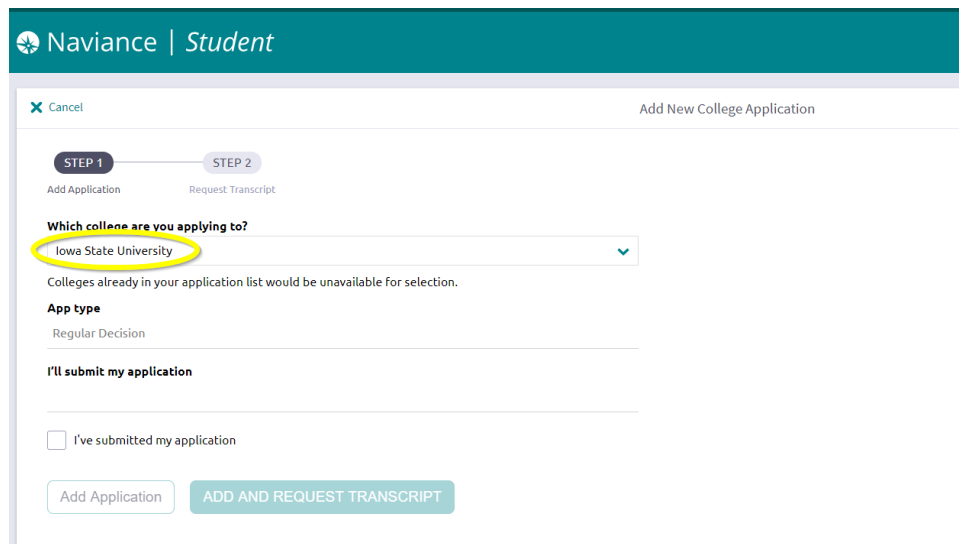 Naviance | Student
Cancel
Add New College Application
STEP 1
STEP 2
Add Application
Request Transcript
Which college are you applying to?
Iowa State University
Colleges already in your application list would be unavailable for selection.
App type
Regular Decision
I'll submit my application
I've submitted my application
Add Application
ADD AND REQUEST TRANSCRIPT